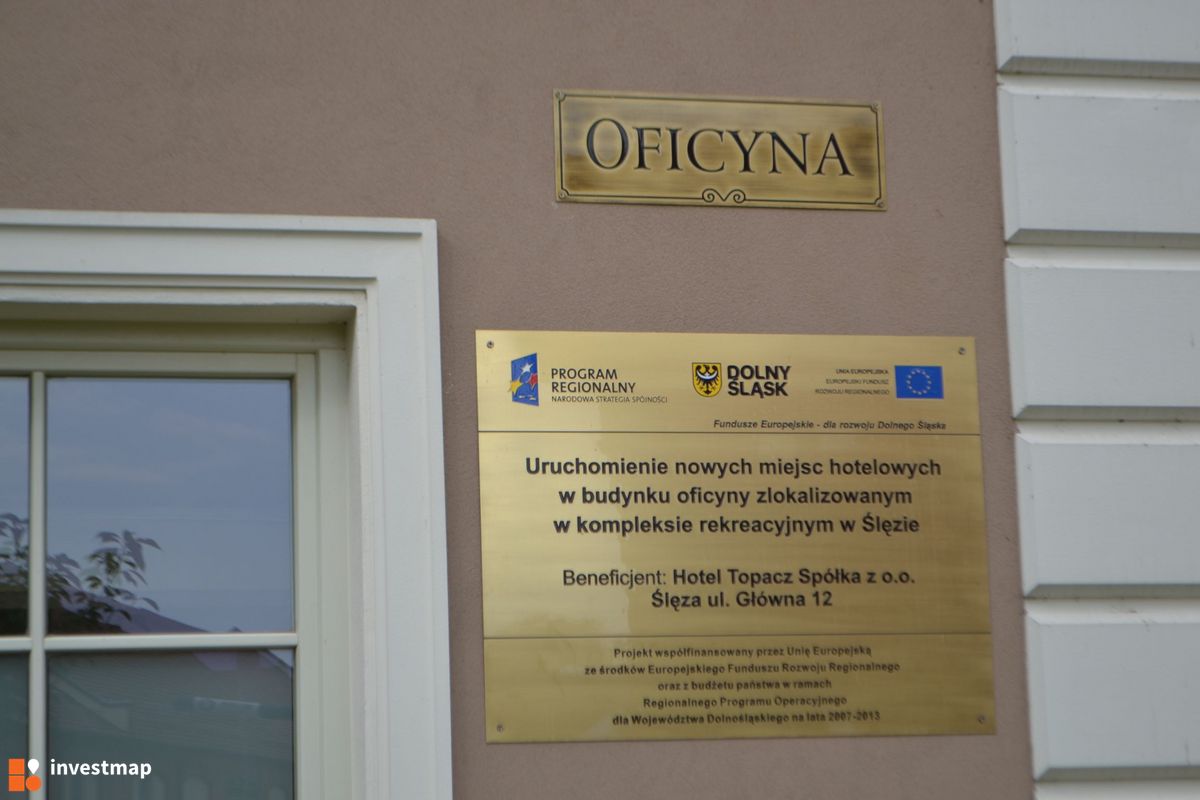 OFICYNA
PROGRAM
REGIONALNY
NARODOWA STRATEGIA SPÓJNOŚCI
DOLNY
ŚLĄSK
UNIA EUROPEJSKA
EUROPEJSKI FUNDUSZ
ROZWOJU REGIONALNEGO
Fundusze Europejskie - dla rozwoju Dolnego Śląska
Uruchomienie nowych miejsc hotelowych
w budynku oficyny zlokalizowanym
w kompleksie rekreacyjnym w Ślęzie
Beneficjent: Hotel Topacz Spółka z o.o.
Ślęza ul. Główna 12
Projekt współfinansowany przez Unię Europejską
ze środków Europejskiego Funduszu Rozwoju Regionalnego
oraz z budżetu państwa w ramach
Regionalnego Programu Operacyjnego
dla Województwa Dolnośląskiego na lata 2007-2013
investmap